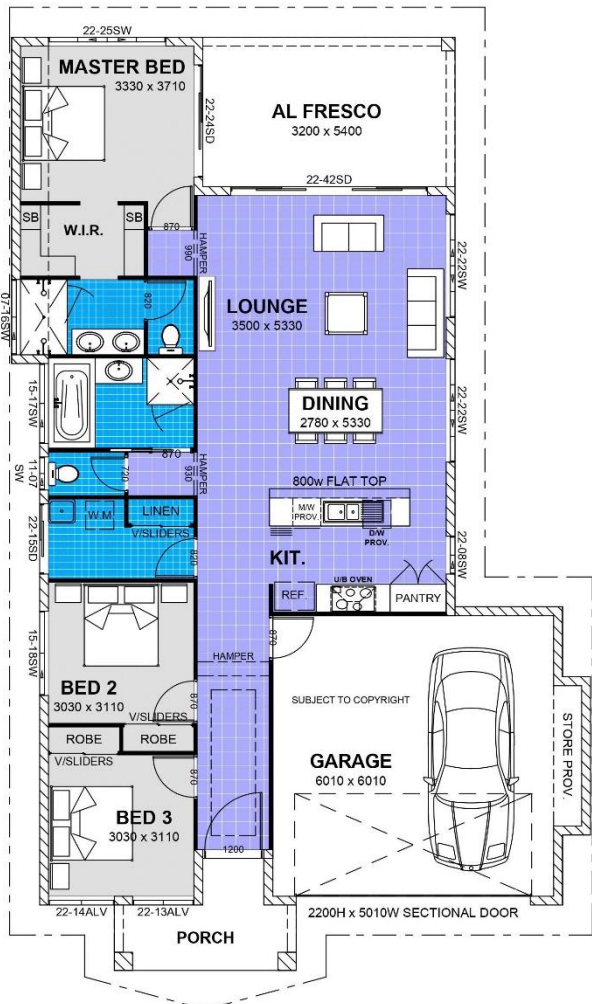 22-25SW
MASTER BED
3330 x 3710
22-24SD
AL FRESCO
3200 x 5400
22-42SD
SB
W.I.R.
SB
870
HAMPER
990
07-16SW
820
LOUNGE
3500 x 5330
22-22SW
15-17SW
DINING
2780 x 5330
22-22SW
870
11-07
SW
720
HAMPER
930
800w FLAT TOP
W.M
LINEN
V/SLIDERS
22-15SD
820
M/W
PROV.
D/W
PROV.
KIT.
22-08SW
U/B OVEN
REF.
PANTRY
15-18SW
BED 2
3030 x 3110
870
V/SLIDERS
ROBE
ROBE
V/SLIDERS
HAMPER
870
SUBJECT TO COPYRIGHT
GARAGE
6010 x 6010
STORE PROV.
870
BED 3
3030 x 3110
1200
22-14ALV
22-13ALV
2200H x 5010W SECTIONAL DOOR
PORCH